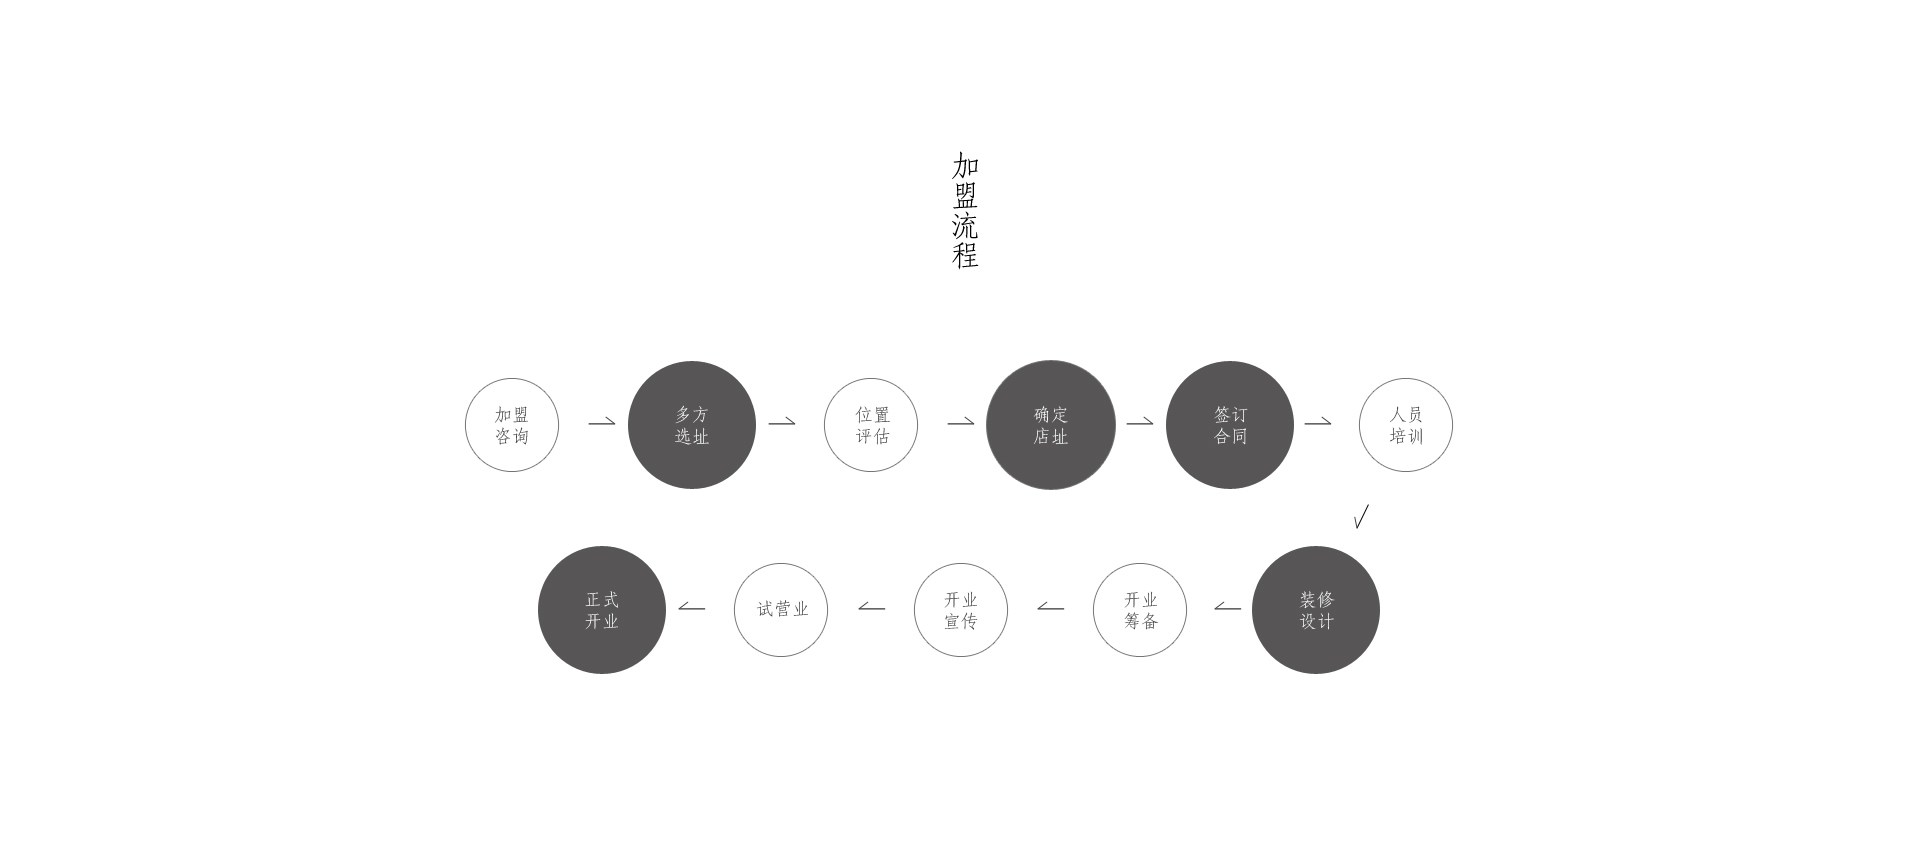 加盟流程
加盟
咨询
多方
选址
位置
评估
确定
店址
签订
合同
人员
培训
装修
设计
开业
筹备
开业
宣传
试营业
正式
开业